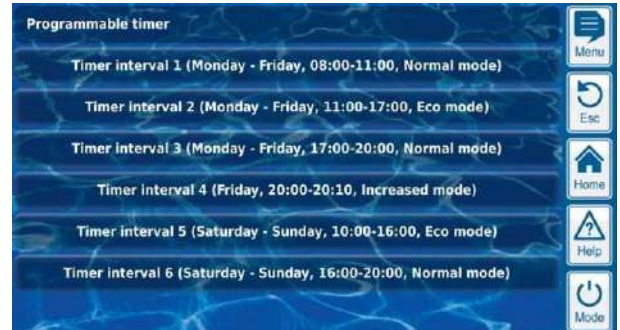 Programmable timer
Timer interval 1 (Monday - Friday, 08:00-11:00, Normal mode)
Timer interval 2 (Monday - Friday, 11:00-17:00, Eco mode)
Timer interval 3 (Monday - Friday, 17:00-20:00, Normal mode)
Timer interval 4 (Friday, 20:00-20:10, Increased mode)
Timer interval 5 (Saturday - Sunday, 10:00-16:00, Eco mode)
Timer interval 6 (Saturday - Sunday, 16:00-20:00, Normal mode)
Menu
Esc
Home
?
Help
Mode